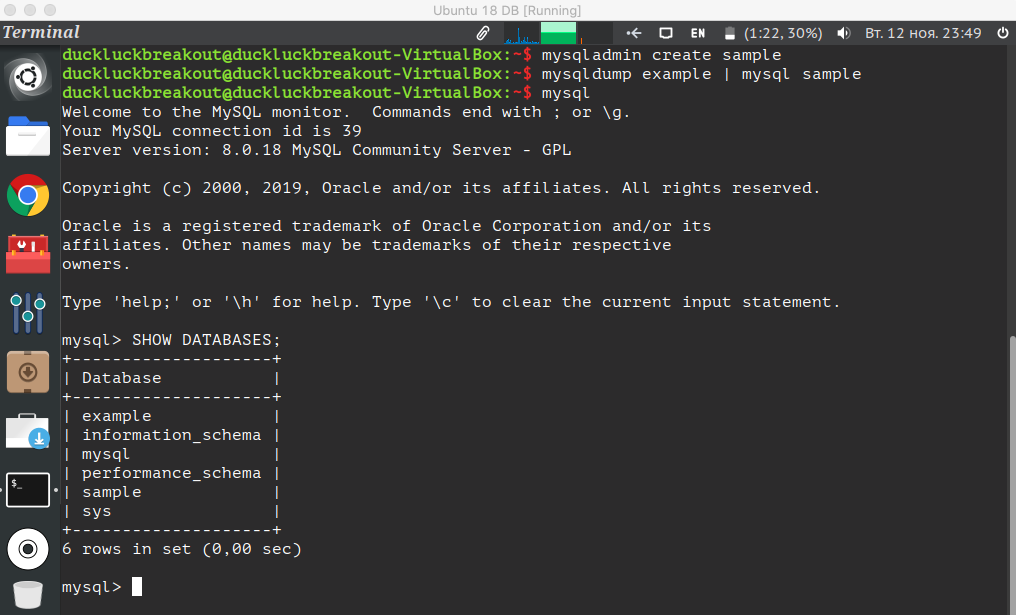 Ubuntu 18 DB [Running]
Terminal EN (1:22, 30%) Вт. 12 ноя. 23:49
duckluckbreakout@duckluckbreakout-VirtualBox:~$ mysqladmin create sample
duckluckbreakout@duckluckbreakout-VirtualBox:~$ mysqldump example | mysql sample
duckluckbreakout@duckluckbreakout-VirtualBox:~$ mysql
Welcome to the MySQL monitor.  Commands end with ; or \g.
Your MySQL connection id is 39
Server version: 8.0.18 MySQL Community Server - GPL
Copyright (c) 2000, 2019, Oracle and/or its affiliates. All rights reserved.
Oracle is a registered trademark of Oracle Corporation and/or its
affiliates. Other names may be trademarks of their respective
owners.
Type 'help;' or '\h' for help. Type '\c' to clear the current input statement.
mysql> SHOW DATABASES;
+--------------------+
| Database           |
+--------------------+
| example            |
| information_schema |
| mysql              |
| performance_schema |
| sample             |
| sys                |
+--------------------+
6 rows in set (0,00 sec)
mysql>
$_